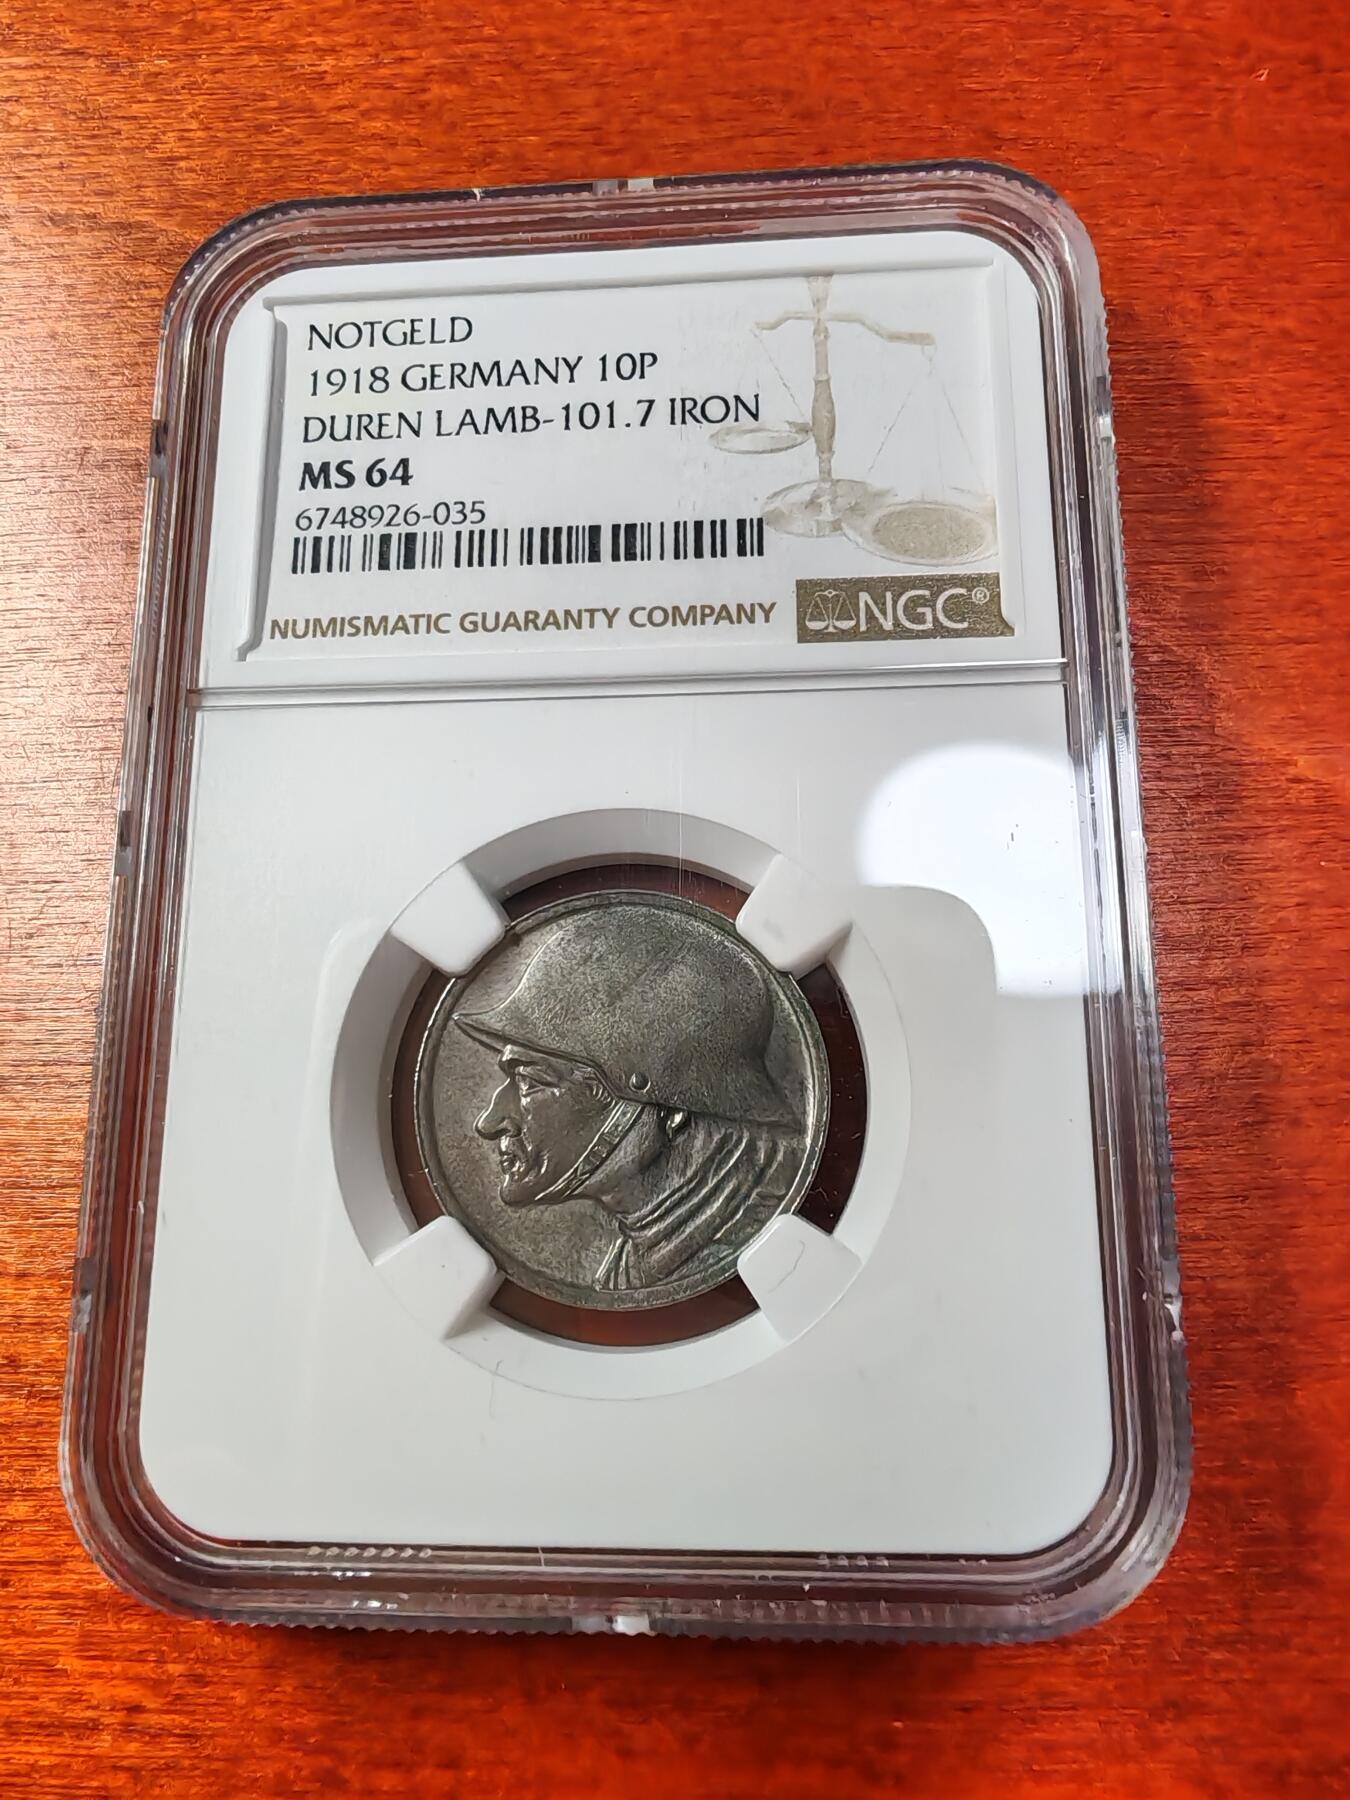 NOTGELD
1918 GERMANY 10P
DUREN LAMB-101.7 IRON
MS 64
6748926-035
NUMISMATIC GUARANTY COMPANY
NGC®